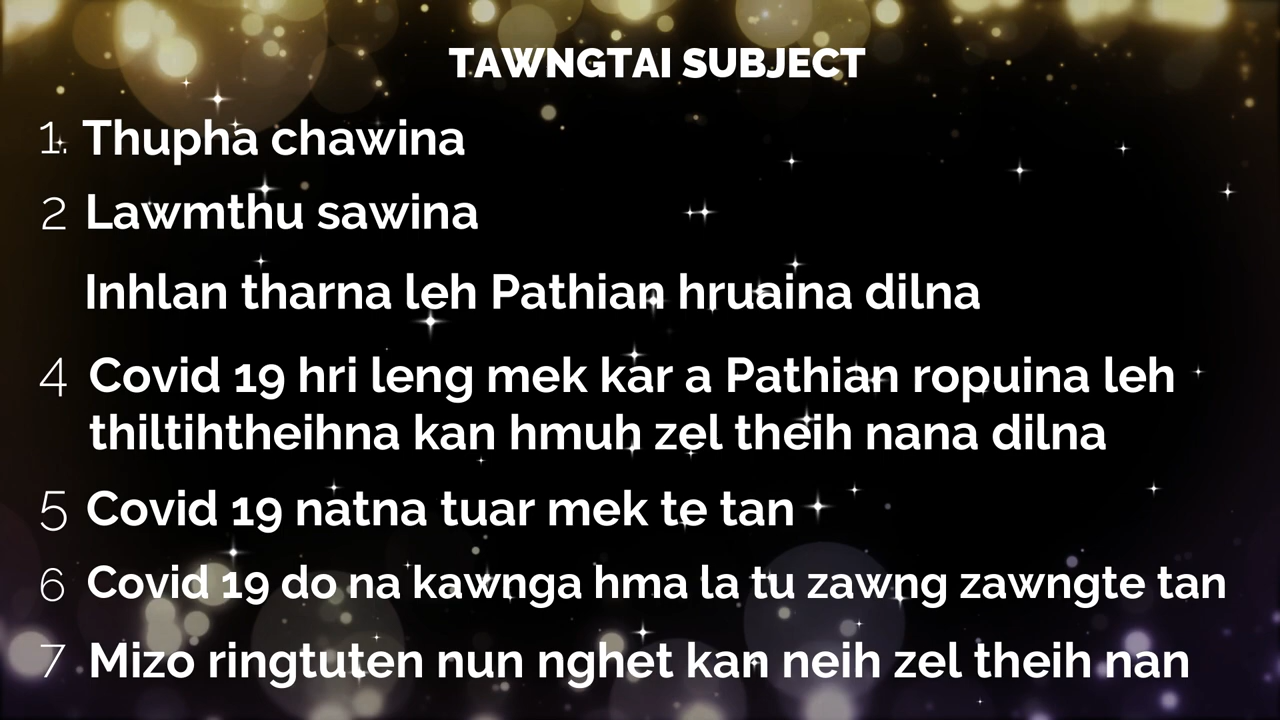 TAWNGTAI SUBJECT
1. Thupha chawina
2 Lawmthu sawina
Inhlan tharna leh Pathian hruaina dilna
4 Covid 19 hri leng mek kar a Pathian ropuina leh
thiltihtheihna kan hmuh zel theih nana dilna
5 Covid 19 natna tuar mek te tan
6 Covid 19 do na kawnga hma la tu zawng zawngte tan
7 Mizo ringtuten nun nghet kan neih zel theih nan